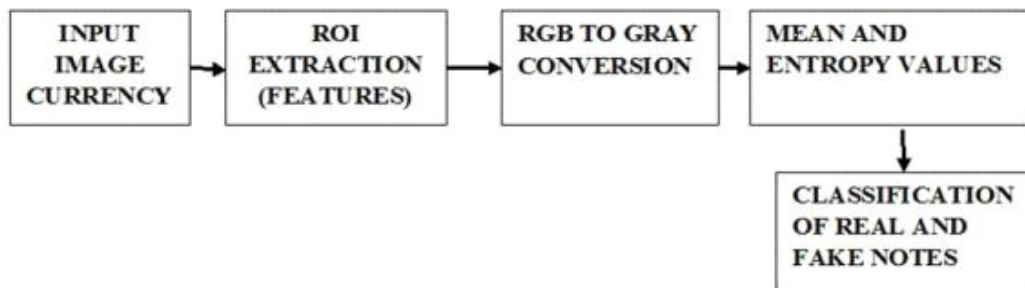 INPUT
IMAGE
CURRENCY
ROI
EXTRACTION
(FEATURES)
RGB TO GRAY
CONVERSION
MEAN AND
ENTROPY VALUES
CLASSIFICATION
OF REAL AND
FAKE NOTES